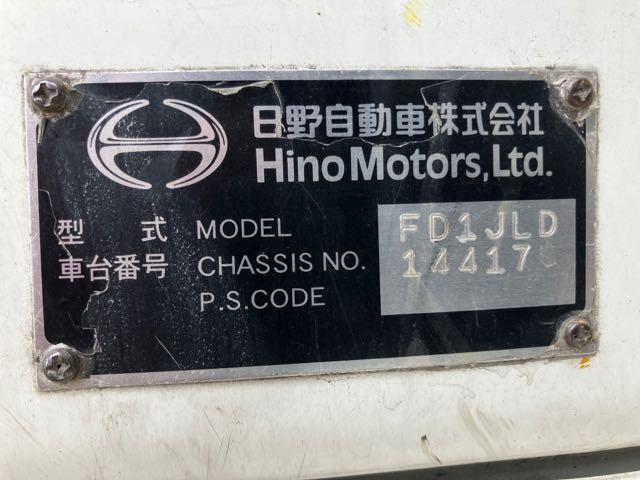 日野自動車株式会社
Hino Motors, Ltd.
型 式 MODEL FD1JLD
車台番号 CHASSIS NO. 14417
P.S.CODE